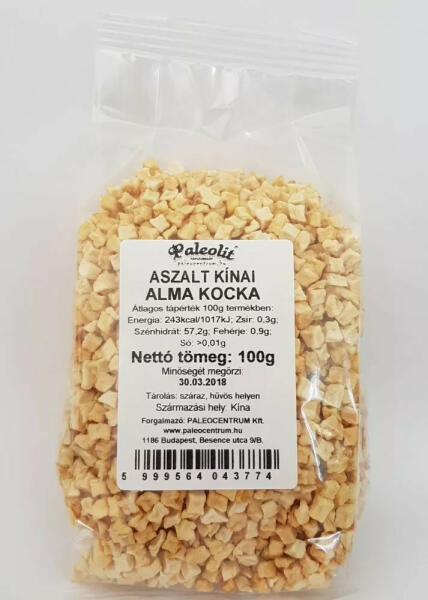 Paleolit
paleocentrum.hu
ASZALT KÍNAI
ALMA KOCKA
Átlagos tápérték 100g termékben:
Energia: 243kcal/1017kJ; Zsír: 0,3g;
Szénhidrát: 57,2g; Fehérje: 0,9g;
Só: >0,01g
Nettó tömeg: 100g
Minőségét megőrzi:
30.03.2018
Tárolás: száraz, hűvös helyen
Származási hely: Kína
Forgalmazó: PALEOCENTRUM Kft.
www.paleocentrum.hu
1186 Budapest, Besence utca 9/B.
5 999564 043774